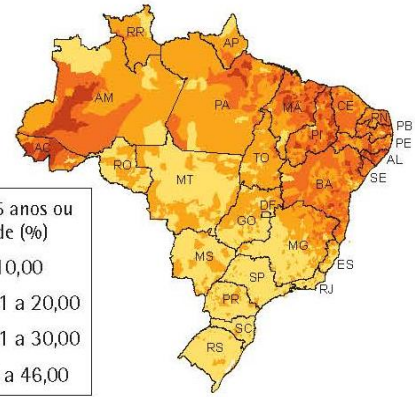 RR
AP
AM
PA
MA
CE
RN
PB
PE
AL
SE
PI
AC
RO
TO
MT
BA
DF
GO
MG
ES
MS
SP
RJ
PR
SC
RS
5 anos ou
de (%)
10,00
1 a 20,00
1 a 30,00
a 46,00